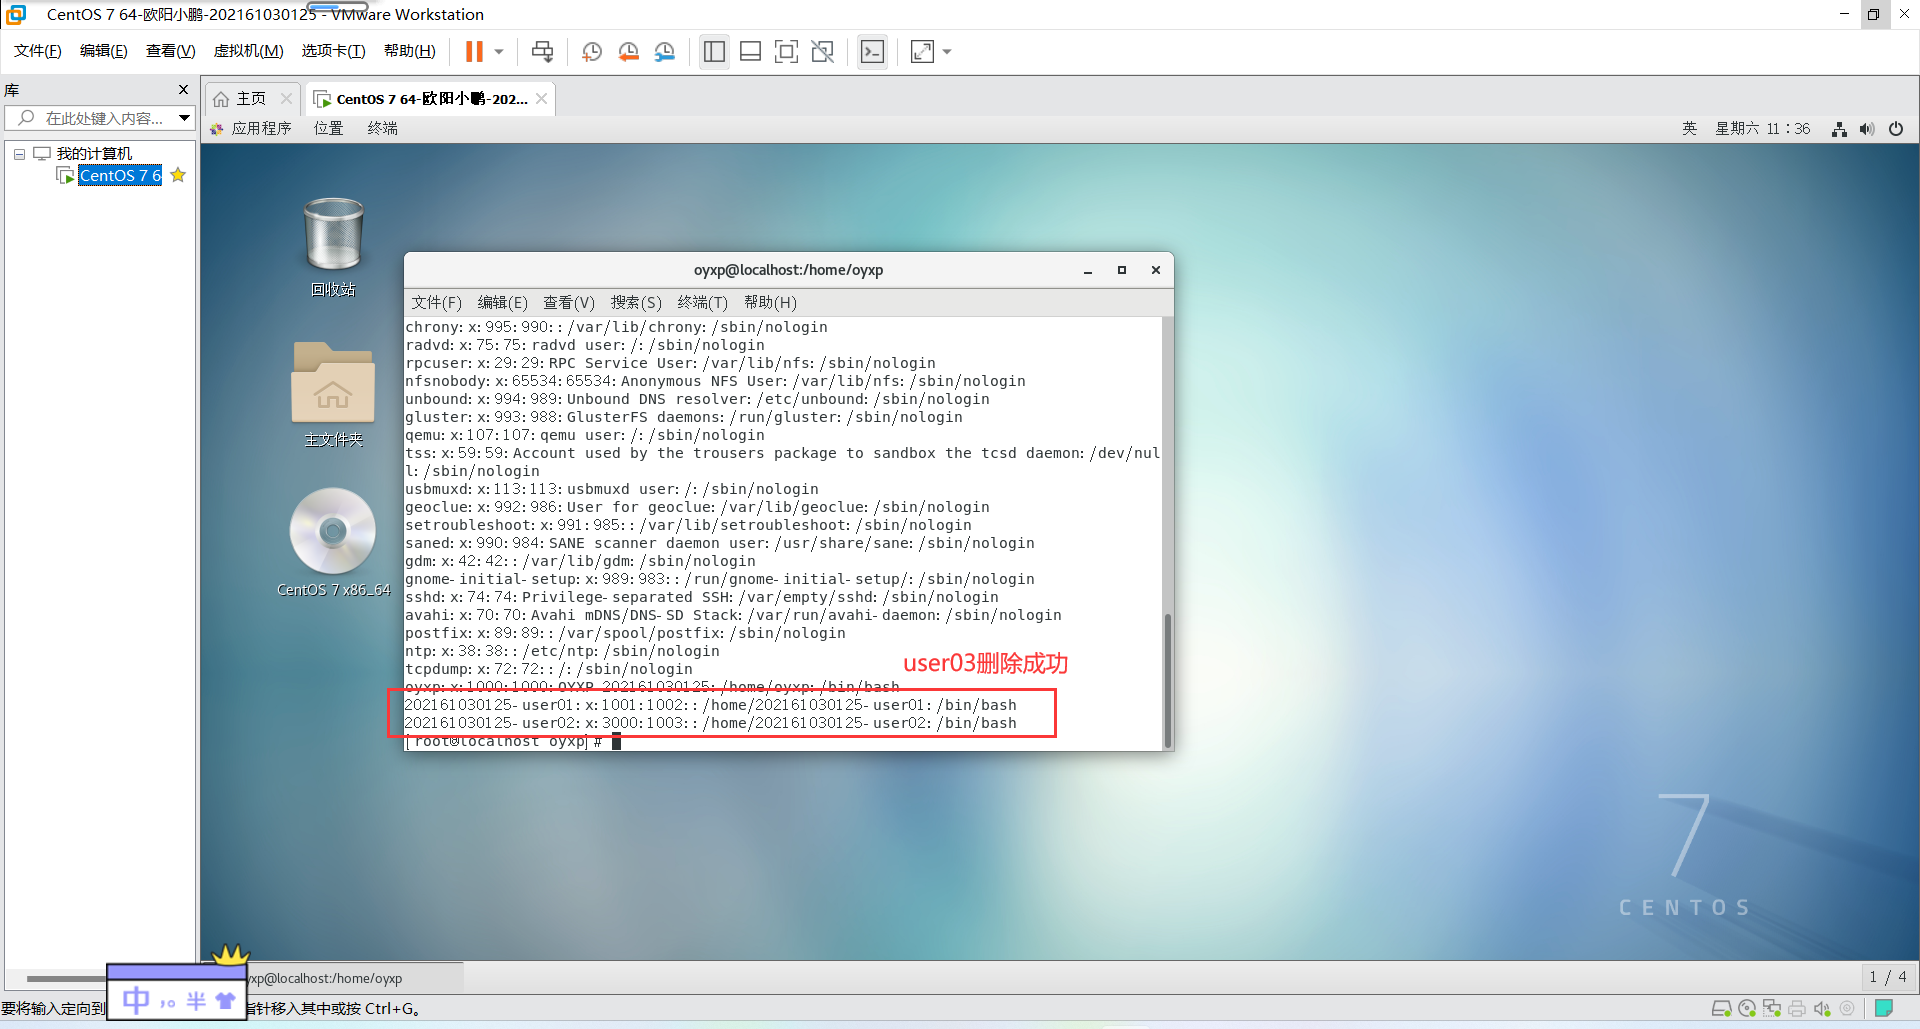 CentOS 7 64-欧阳小鹏-202161030125 - VMware Workstation
文件(F) 编辑(E) 查看(V) 虚拟机(M) 选项卡(T) 帮助(H)
库
主页
CentOS 7 64-欧阳小鹏-202...
在此处键入内容...
应用程序 位置 终端
英 星期六 11：36
我的计算机
CentOS 7 6
回收站
主文件夹
CentOS 7 x86_64
oyxp@localhost:/home/oyxp
文件(F) 编辑(E) 查看(V) 搜索(S) 终端(T) 帮助(H)
chrony:x:995:990::/var/lib/chrony:/sbin/nologin
radvd:x:75:75:radvd user:/:/sbin/nologin
rpcuser:x:29:29:RPC Service User:/var/lib/nfs:/sbin/nologin
nfsnobody:x:65534:65534:Anonymous NFS User:/var/lib/nfs:/sbin/nologin
unbound:x:994:989:Unbound DNS resolver:/etc/unbound:/sbin/nologin
gluster:x:993:988:GlusterFS daemons:/run/gluster:/sbin/nologin
qemu:x:107:107:qemu user:/:/sbin/nologin
tss:x:59:59:Account used by the trousers package to sandbox the tcsd daemon:/dev/nul
l:/sbin/nologin
usbmuxd:x:113:113:usbmuxd user:/:/sbin/nologin
geoclue:x:992:986:User for geoclue:/var/lib/geoclue:/sbin/nologin
setroubleshoot:x:991:985::/var/lib/setroubleshoot:/sbin/nologin
saned:x:990:984:SANE scanner daemon user:/usr/share/sane:/sbin/nologin
gdm:x:42:42::/var/lib/gdm:/sbin/nologin
gnome-initial-setup:x:989:983::/run/gnome-initial-setup/:/sbin/nologin
sshd:x:74:74:Privilege-separated SSH:/var/empty/sshd:/sbin/nologin
avahi:x:70:70:Avahi mDNS/DNS-SD Stack:/var/run/avahi-daemon:/sbin/nologin
postfix:x:89:89::/var/spool/postfix:/sbin/nologin
ntp:x:38:38::/etc/ntp:/sbin/nologin
tcpdump:x:72:72::/:/sbin/nologin
user03删除成功
oyxp:x:1000:1000:OYXP 202161030125:/home/oyxp:/bin/bash
202161030125-user01:x:1001:1002::/home/202161030125-user01:/bin/bash
202161030125-user02:x:3000:1003::/home/202161030125-user02:/bin/bash
[root@localhost oyxp]#
7
CENTOS
xp@localhost:/home/oyxp
1 / 4
中 ，。 半
要将输入定向到 指针移入其中或按 Ctrl+G。